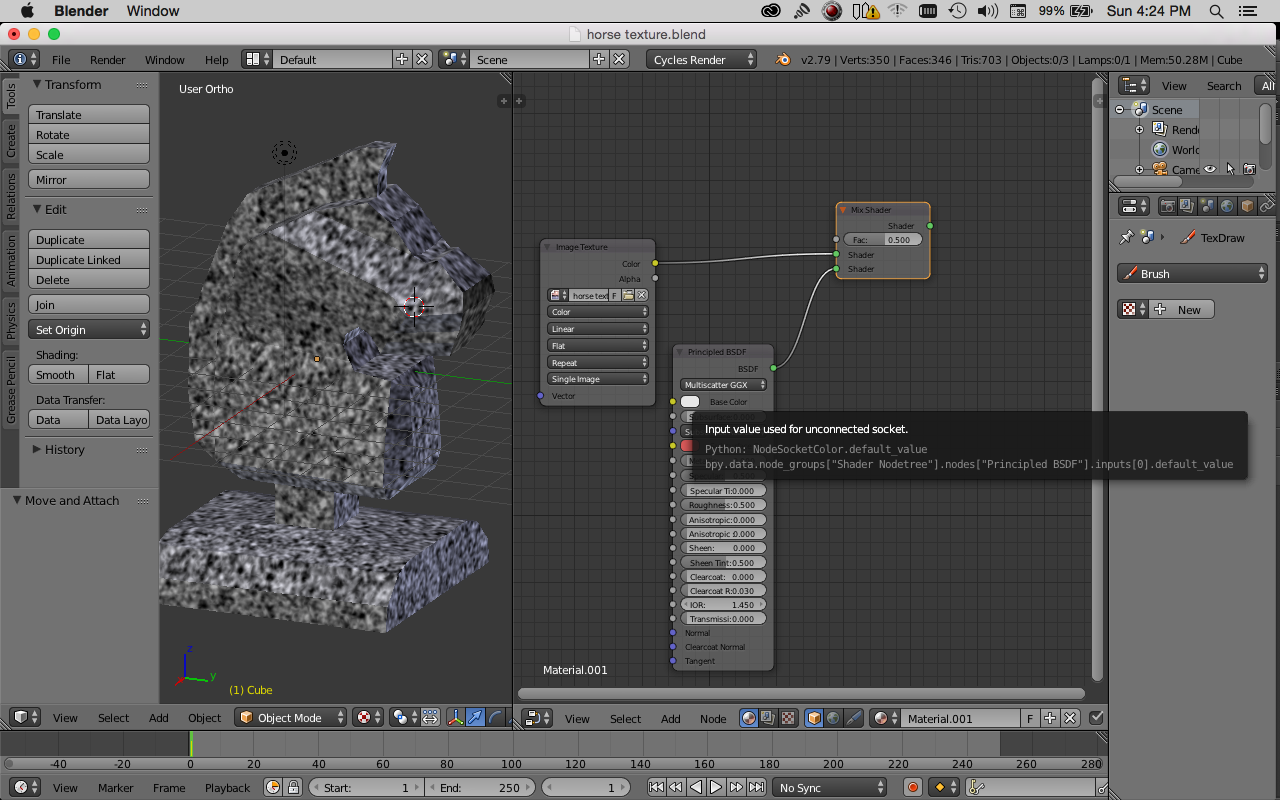 Blender Window 99% Sun 4:24 PM
horse texture.blend
File Render Window Help Default Scene Cycles Render v2.79 | Verts:350 | Faces:346 | Tris:703 | Objects:0/3 | Lamps:0/1 | Mem:50.28M | Cube
Tools
Create
Relations
Animation
Physics
Grease Pencil
Transform
Translate
Rotate
Scale
Mirror
Edit
Duplicate
Duplicate Linked
Delete
Join
Set Origin
Shading:
Smooth Flat
Data Transfer:
Data Data Layo
History
Move and Attach
User Ortho
z
y
(1) Cube
Image Texture
Color
Alpha
horse text F
Color
Linear
Flat
Repeat
Single Image
Vector
Mix Shader
Shader
Fac: 0.500
Shader
Shader
Principled BSDF
BSDF
Multiscatter GGX
Base Color
Input value used for unconnected socket.
Python: NodeSocketColor.default_value
bpy.data.node_groups["Shader Nodetree"].nodes["Principled BSDF"].inputs[0].default_value
Specular Ti:0.000
Roughness:0.500
Anisotropic:0.000
Anisotropic:0.000
Sheen: 0.000
Sheen Tint:0.500
Clearcoat: 0.000
Clearcoat R:0.030
IOR: 1.450
Transmissi:0.000
Normal
Clearcoat Normal
Tangent
Material.001
View Search All
Scene
Rende
World
Came
TexDraw
Brush
New
View Select Add Object Object Mode
View Select Add Node Material.001 F
-40 -20 0 20 40 60 80 100 120 140 160 180 200 220 240 260 280
View Marker Frame Playback Start: 1 End: 250 1 No Sync